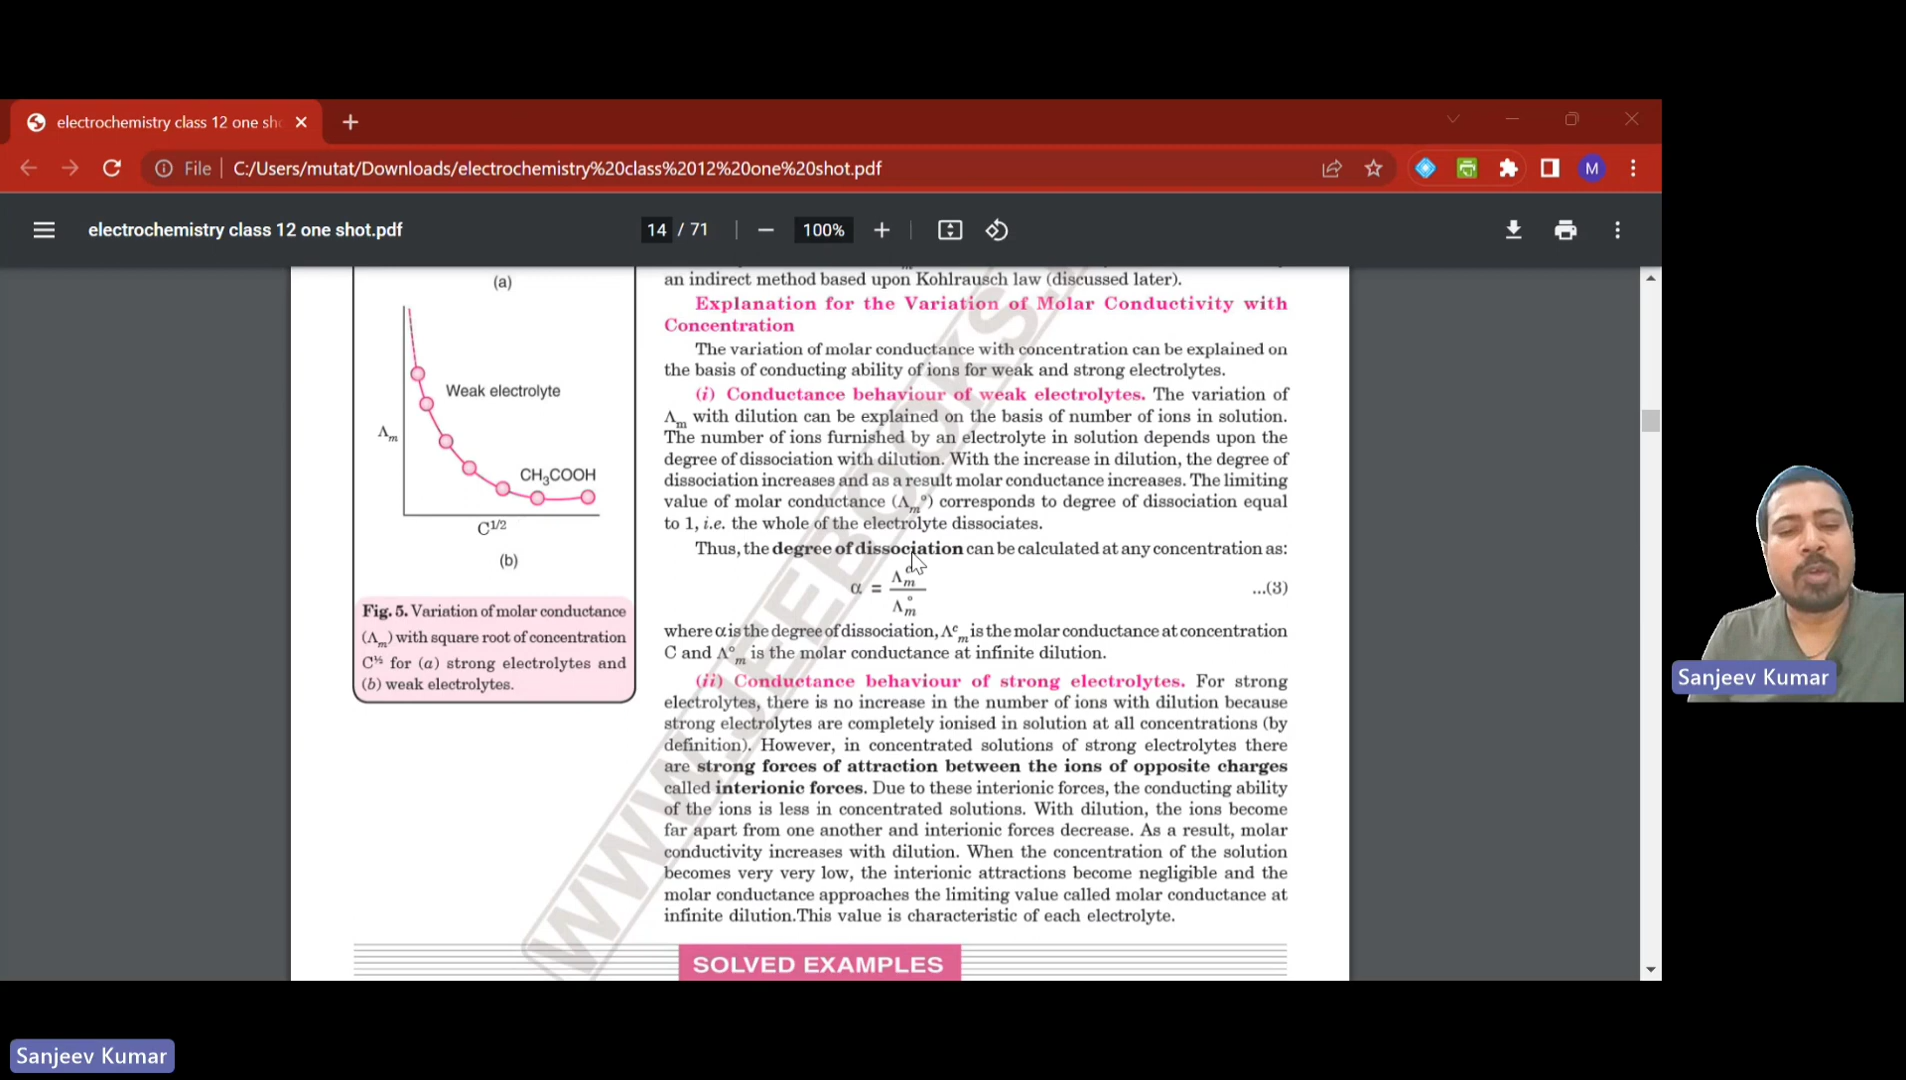 electrochemistry class 12 one sh
File
C:/Users/mutat/Downloads/electrochemistry%20class%2012%20one%20shot.pdf
M
electrochemistry class 12 one shot.pdf
14 / 71
100%
(a)
Λm
Weak electrolyte
CH₃COOH
C^1/2
(b)
Fig. 5. Variation of molar conductance
(Λm) with square root of concentration
C^½ for (a) strong electrolytes and
(b) weak electrolytes.
an indirect method based upon Kohlrausch law (discussed later).
Explanation for the Variation of Molar Conductivity with
Concentration
The variation of molar conductance with concentration can be explained on
the basis of conducting ability of ions for weak and strong electrolytes.
(i) Conductance behaviour of weak electrolytes. The variation of
Λm with dilution can be explained on the basis of number of ions in solution.
The number of ions furnished by an electrolyte in solution depends upon the
degree of dissociation with dilution. With the increase in dilution, the degree of
dissociation increases and as a result molar conductance increases. The limiting
value of molar conductance (Λm°) corresponds to degree of dissociation equal
to 1, i.e. the whole of the electrolyte dissociates.
Thus, the degree of dissociation can be calculated at any concentration as:
α = Λm^c / Λm° ...(3)
where α is the degree of dissociation, Λ^c m is the molar conductance at concentration
C and Λ°m is the molar conductance at infinite dilution.
(ii) Conductance behaviour of strong electrolytes. For strong
electrolytes, there is no increase in the number of ions with dilution because
strong electrolytes are completely ionised in solution at all concentrations (by
definition). However, in concentrated solutions of strong electrolytes there
are strong forces of attraction between the ions of opposite charges
called interionic forces. Due to these interionic forces, the conducting ability
of the ions is less in concentrated solutions. With dilution, the ions become
far apart from one another and interionic forces decrease. As a result, molar
conductivity increases with dilution. When the concentration of the solution
becomes very very low, the interionic attractions become negligible and the
molar conductance approaches the limiting value called molar conductance at
infinite dilution.This value is characteristic of each electrolyte.
SOLVED EXAMPLES
WWW.JEEBOOKS.
Sanjeev Kumar
Sanjeev Kumar